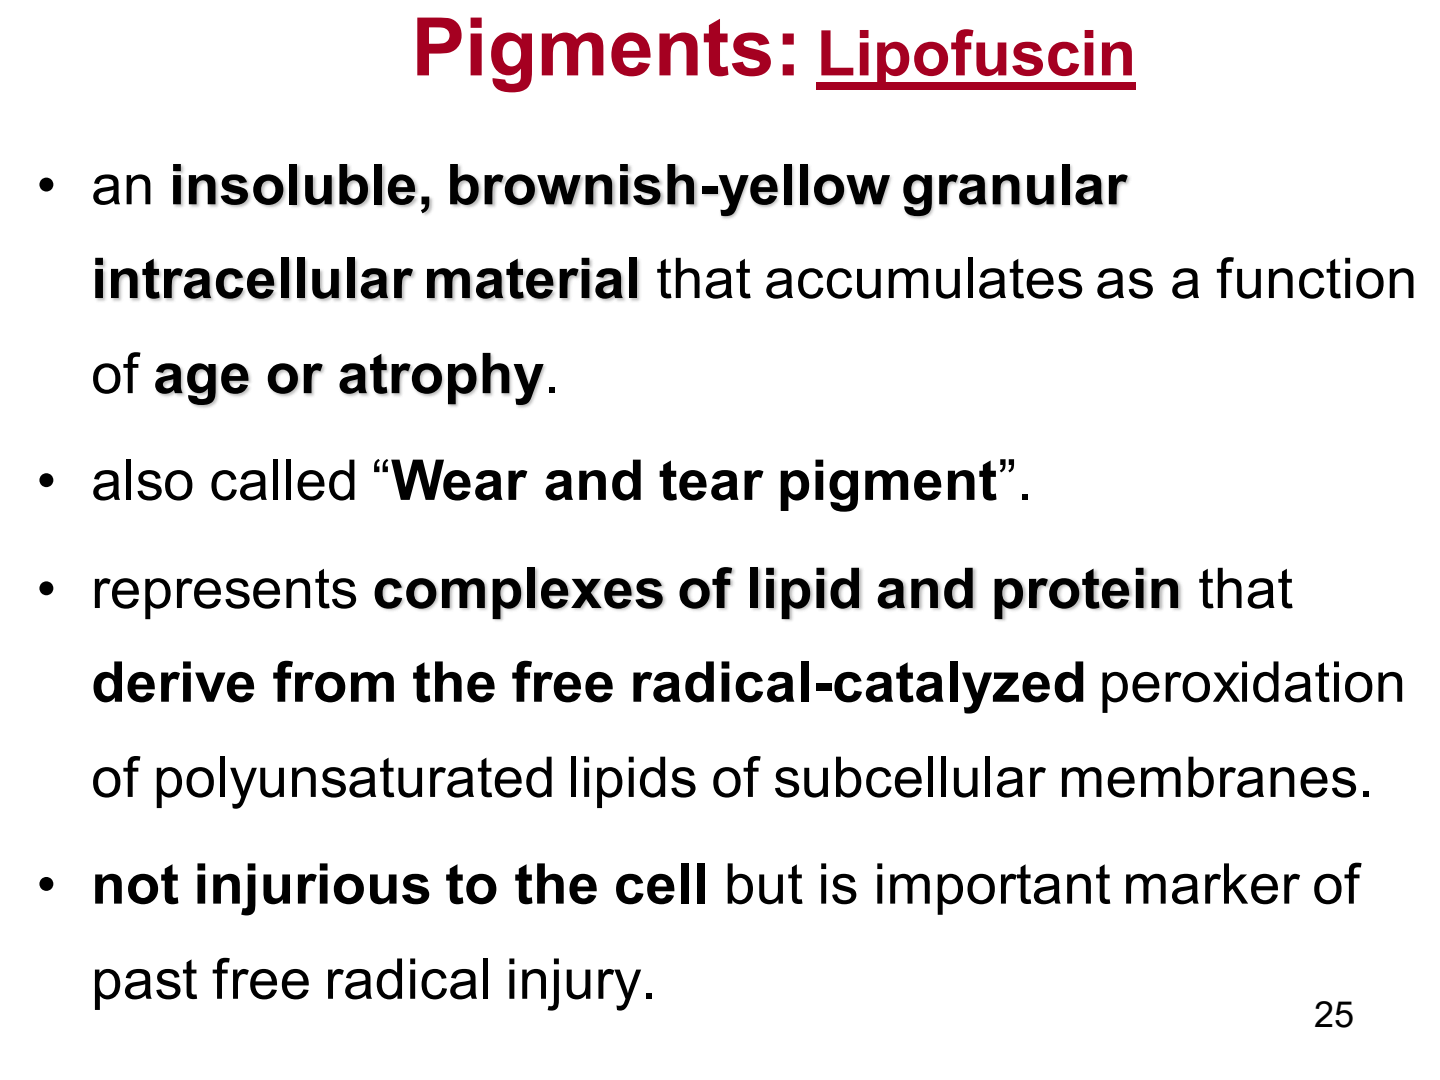 Pigments: Lipofuscin
• an insoluble, brownish-yellow granular
intracellular material that accumulates as a function
of age or atrophy.
• also called “Wear and tear pigment”.
• represents complexes of lipid and protein that
derive from the free radical-catalyzed peroxidation
of polyunsaturated lipids of subcellular membranes.
• not injurious to the cell but is important marker of
past free radical injury.
25